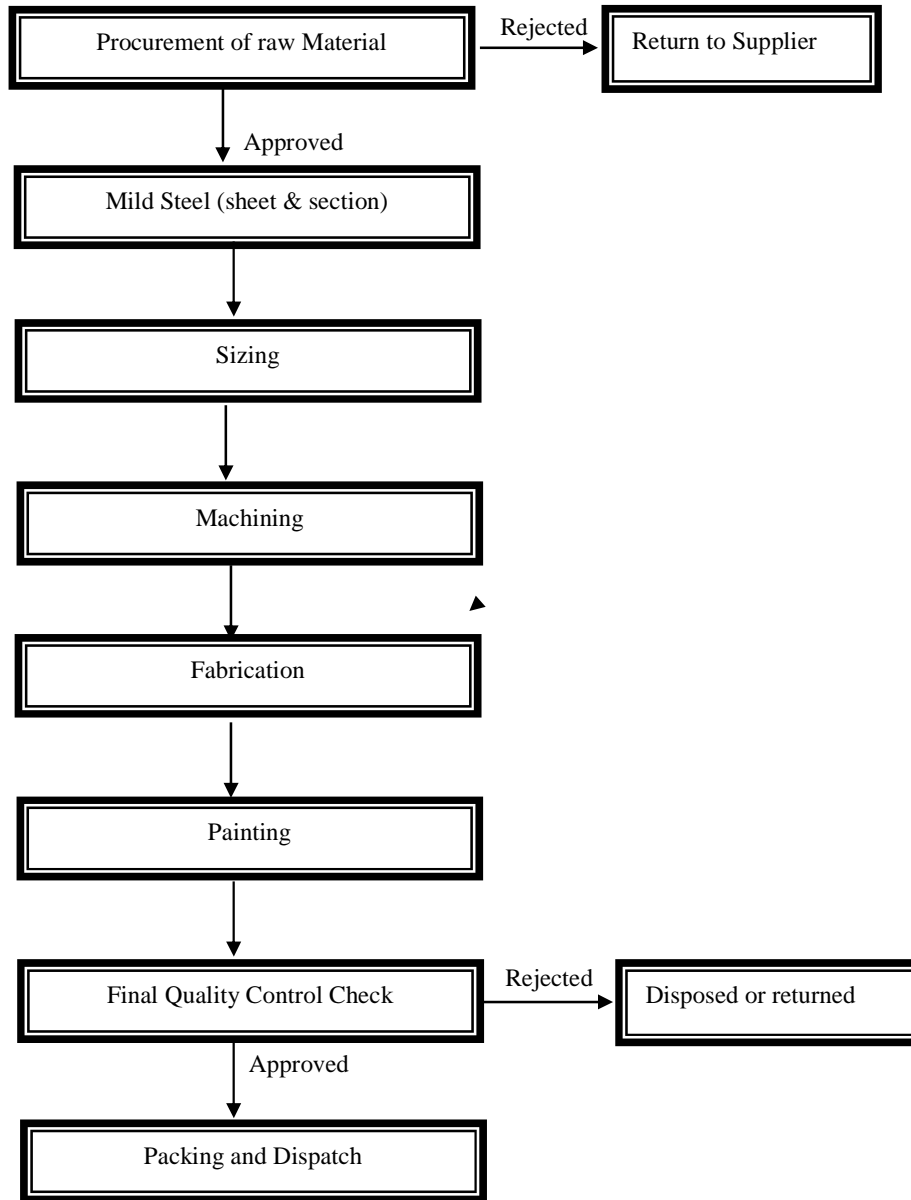 Procurement of raw Material
Rejected
Return to Supplier
Approved
Mild Steel (sheet & section)
Sizing
Machining
Fabrication
Painting
Final Quality Control Check
Rejected
Disposed or returned
Approved
Packing and Dispatch